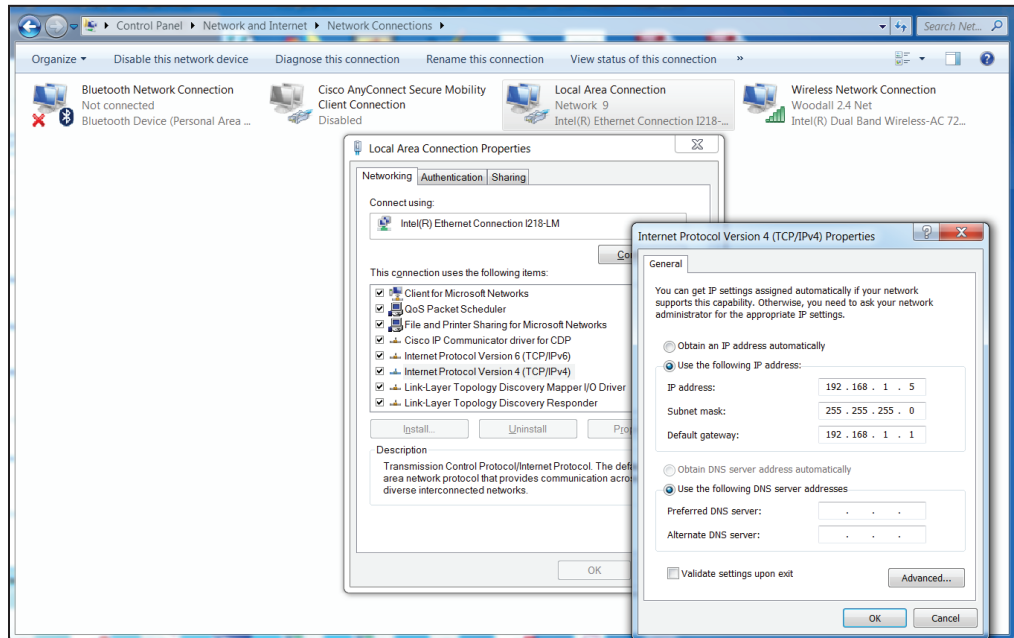 Control Panel ▸ Network and Internet ▸ Network Connections ▸
Search Net...
Organize
Disable this network device
Diagnose this connection
Rename this connection
View status of this connection
»
Bluetooth Network Connection
Not connected
Bluetooth Device (Personal Area ...
Cisco AnyConnect Secure Mobility
Client Connection
Disabled
Local Area Connection
Network 9
Intel(R) Ethernet Connection I218-...
Wireless Network Connection
Woodall 2.4 Net
Intel(R) Dual Band Wireless-AC 72...
Local Area Connection Properties
Networking
Authentication
Sharing
Connect using:
Intel(R) Ethernet Connection I218-LM
Co
This connection uses the following items:
Client for Microsoft Networks
QoS Packet Scheduler
File and Printer Sharing for Microsoft Networks
Cisco IP Communicator driver for CDP
Internet Protocol Version 6 (TCP/IPv6)
Internet Protocol Version 4 (TCP/IPv4)
Link-Layer Topology Discovery Mapper I/O Driver
Link-Layer Topology Discovery Responder
Install...
Uninstall
Prop
Description
Transmission Control Protocol/Internet Protocol. The def
area network protocol that provides communication acro
diverse interconnected networks.
OK
Internet Protocol Version 4 (TCP/IPv4) Properties
General
You can get IP settings assigned automatically if your network
supports this capability. Otherwise, you need to ask your network
administrator for the appropriate IP settings.
Obtain an IP address automatically
Use the following IP address:
IP address: 192 . 168 . 1 . 5
Subnet mask: 255 . 255 . 255 . 0
Default gateway: 192 . 168 . 1 . 1
Obtain DNS server address automatically
Use the following DNS server addresses
Preferred DNS server: . . .
Alternate DNS server: . . .
Validate settings upon exit
Advanced...
OK
Cancel